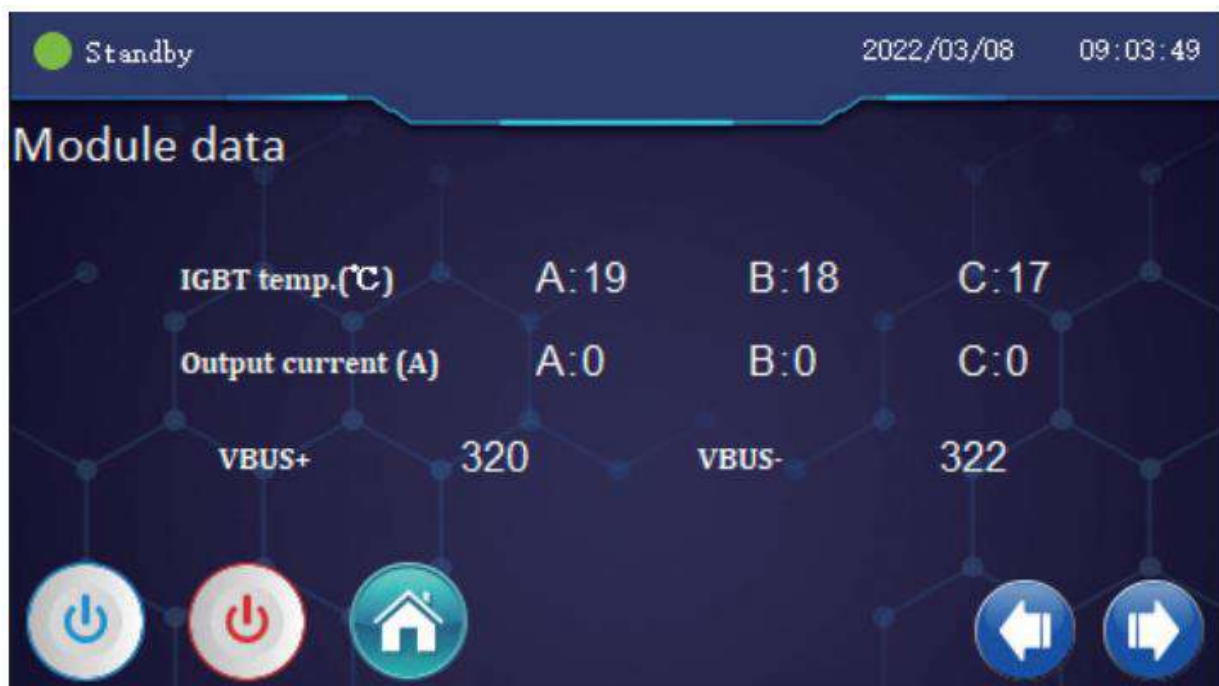 Standby 2022/03/08 09:03:49
Module data
IGBT temp.(℃) A:19 B:18 C:17
Output current (A) A:0 B:0 C:0
VBUS+ 320 VBUS- 322